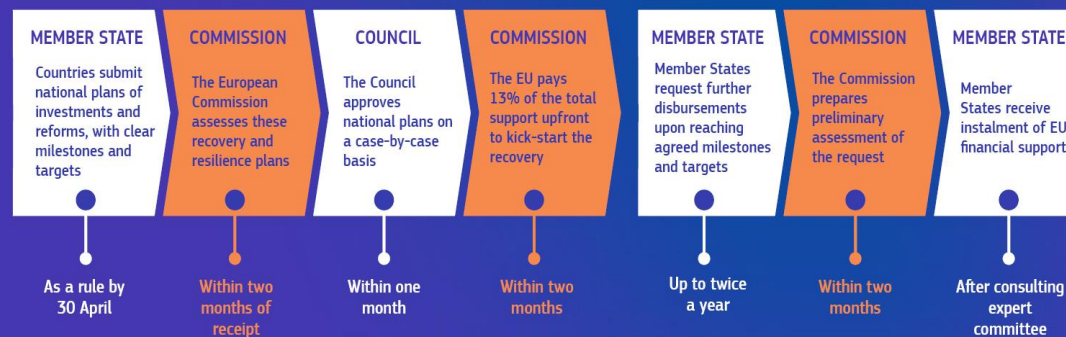 MEMBER STATE
Countries submit
national plans of
investments and
reforms, with clear
milestones and
targets
As a rule by
30 April
COMMISSION
The European
Commission
assesses these
recovery and
resilience plans
Within two
months of
receipt
COUNCIL
The Council
approves
national plans on
a case-by-case
basis
Within one
month
COMMISSION
The EU pays
13% of the total
support upfront
to kick-start the
recovery
Within two
months
MEMBER STATE
Member States
request further
disbursements
upon reaching
agreed milestones
and targets
Up to twice
a year
COMMISSION
The Commission
prepares
preliminary
assessment of
the request
Within two
months
MEMBER STATE
Member
States receive
instalment of EU
financial support
After consulting
expert
committee